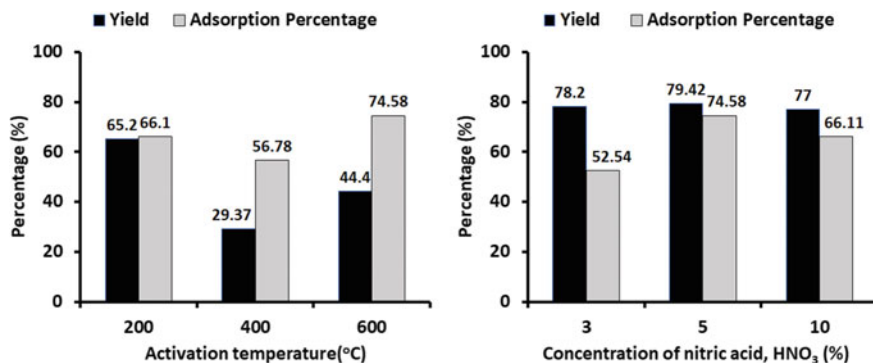 Yield Adsorption Percentage
100
80
60
40
20
0
Percentage (%)
65.2 66.1
29.37 56.78
44.4 74.58
200 400 600
Activation temperature(°C)
Yield Adsorption Percentage
100
80
60
40
20
0
Percentage (%)
78.2 52.54
79.42 74.58
77 66.11
3 5 10
Concentration of nitric acid, HNO₃ (%)